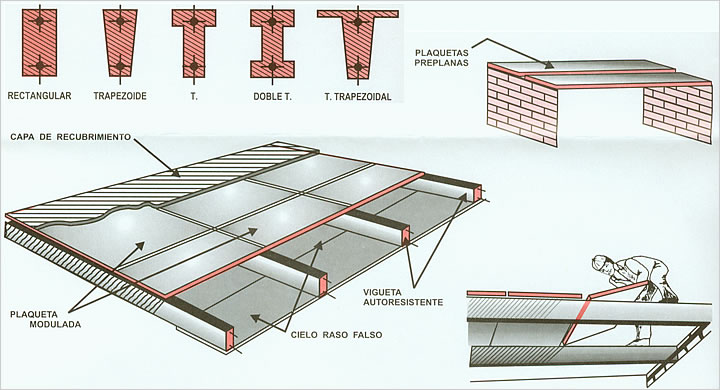 RECTANGULAR
TRAPEZOIDE
T.
DOBLE T.
T. TRAPEZOIDAL
PLAQUETAS
PREPLANAS
CAPA DE RECUBRIMIENTO
PLAQUETA
MODULADA
CIELO RASO FALSO
VIGUETA
AUTORESISTENTE